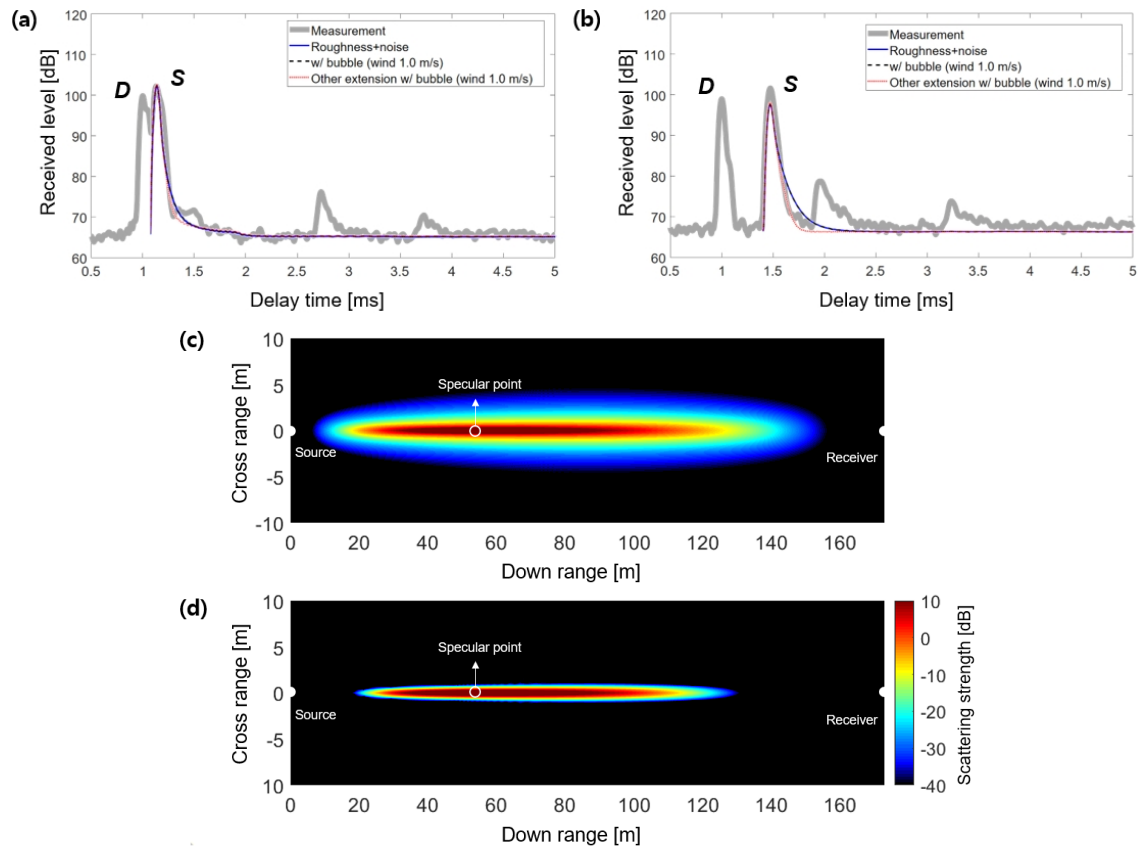 (a)
120
110
100
90
80
70
60
Received level [dB]
Measurement
Roughness+noise
w/ bubble (wind 1.0 m/s)
Other extension w/ bubble (wind 1.0 m/s)
D
S
0.5 1 1.5 2 2.5 3 3.5 4 4.5 5
Delay time [ms]
(b)
120
110
100
90
80
70
60
Received level [dB]
Measurement
Roughness+noise
w/ bubble (wind 1.0 m/s)
Other extension w/ bubble (wind 1.0 m/s)
D
S
0.5 1 1.5 2 2.5 3 3.5 4 4.5 5
Delay time [ms]
(c)
10
5
0
-5
-10
Cross range [m]
Specular point
Source
Receiver
0 20 40 60 80 100 120 140 160
Down range [m]
(d)
10
5
0
-5
10
Cross range [m]
Specular point
Source
Receiver
0 20 40 60 80 100 120 140 160
Down range [m]
10
0
-10
-20
-30
-40
Scattering strength [dB]